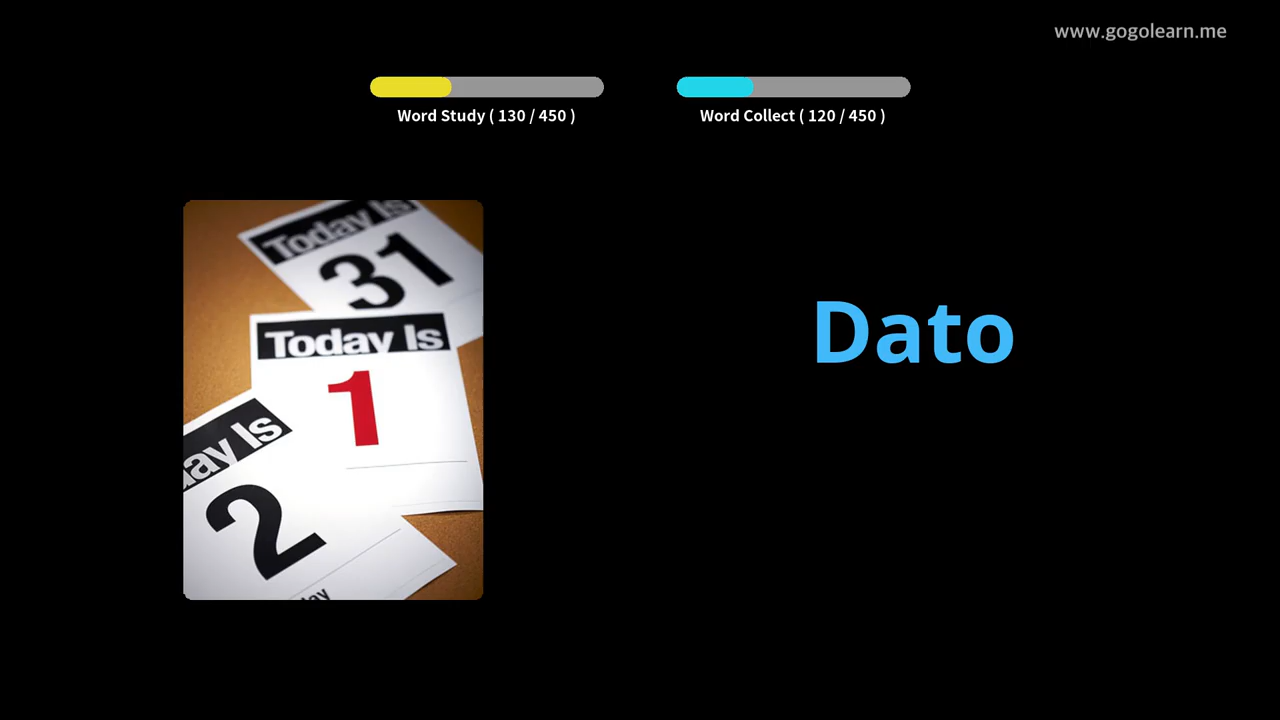 www.gogolearn.me
Word Study ( 130 / 450 )
Word Collect ( 120 / 450 )
Today Is
31
Today Is
1
Dato
ay Is
2